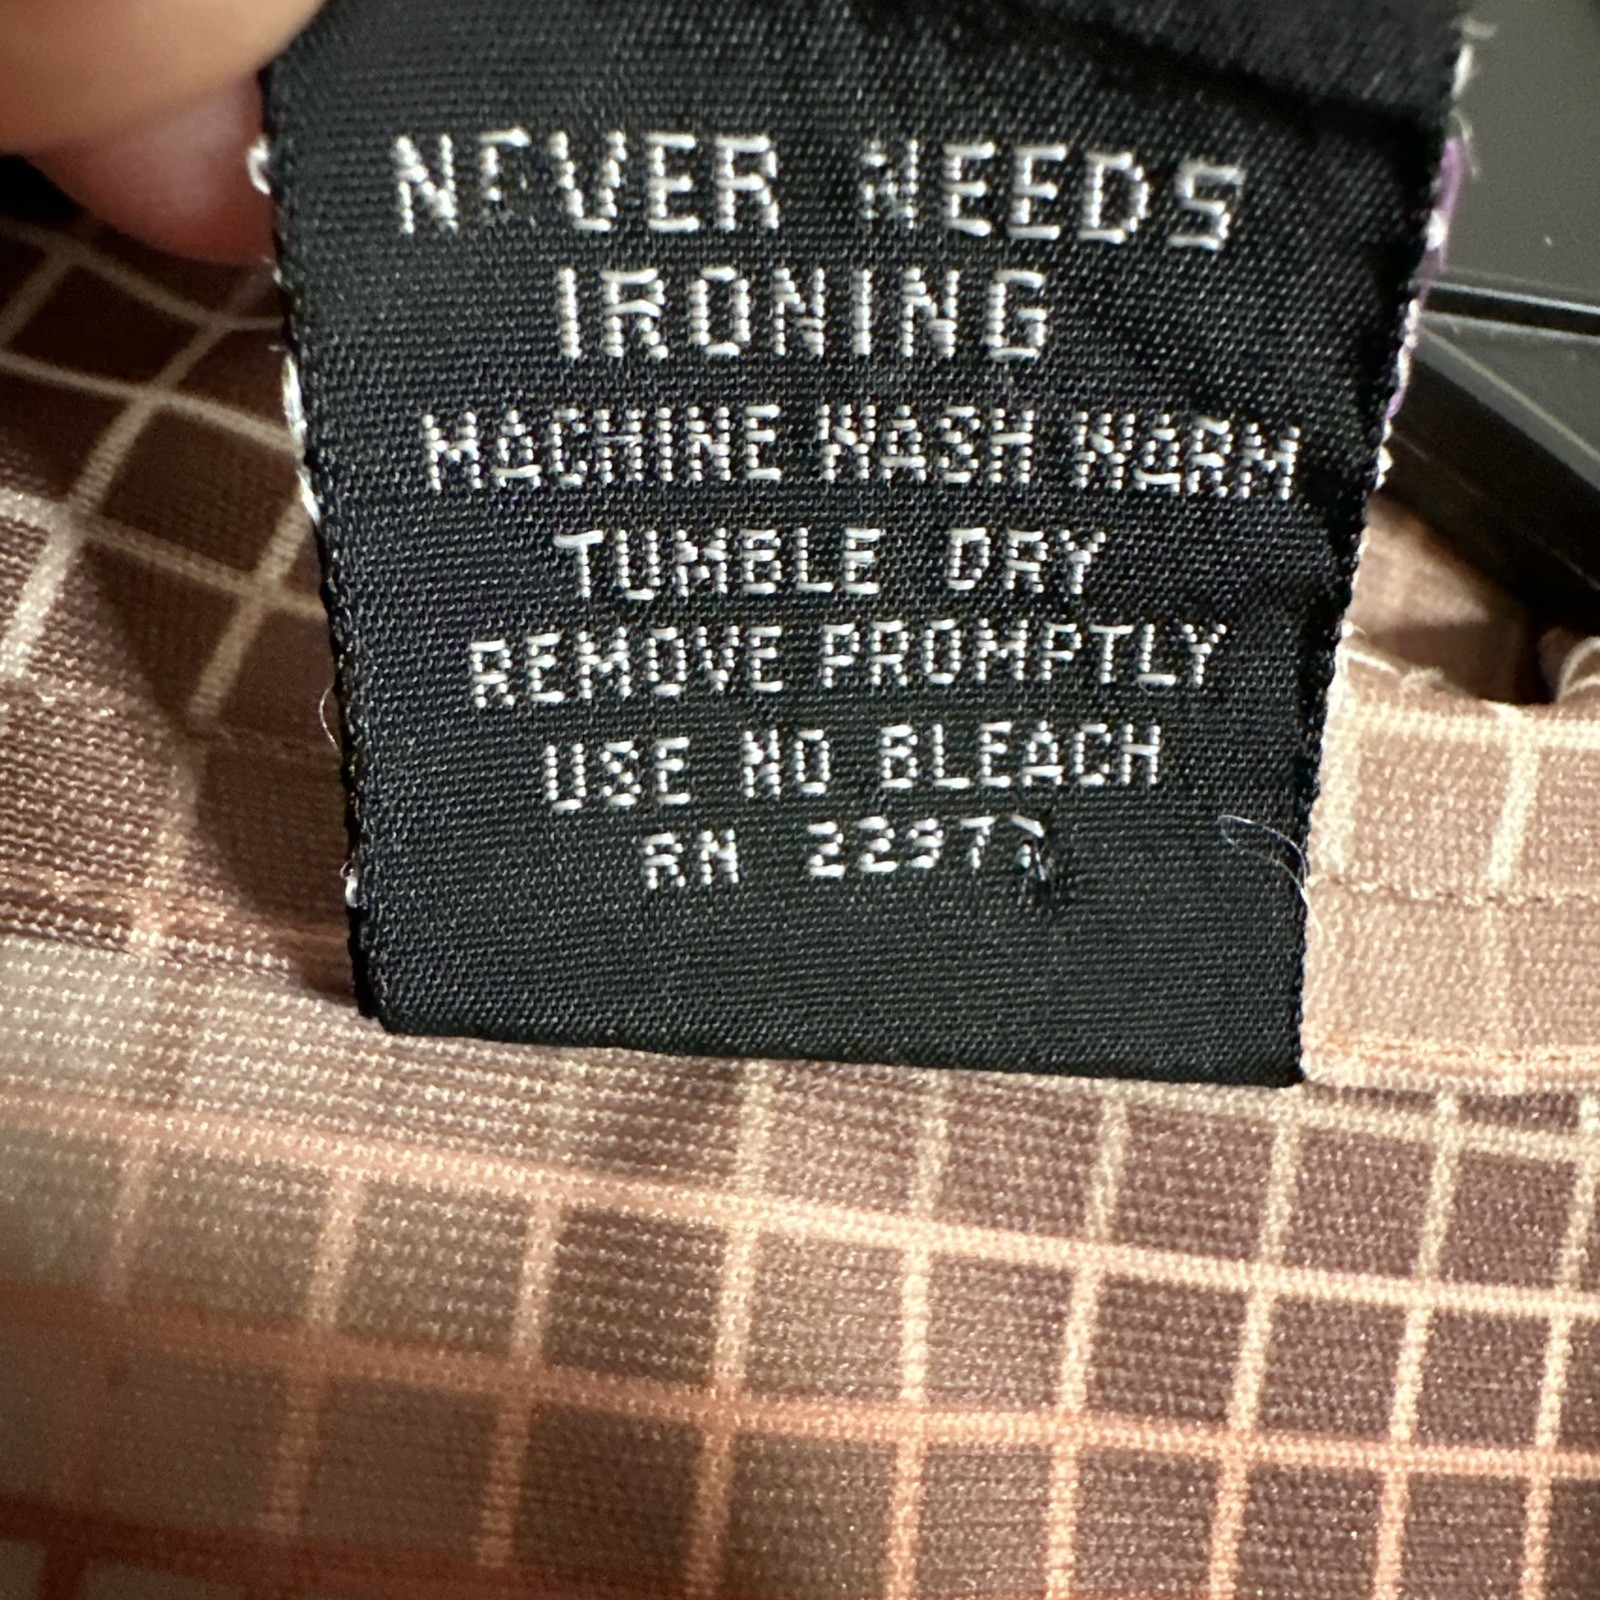 NEVER NEEDS
IRONING
MACHINE WASH WARM
TUMBLE DRY
REMOVE PROMPTLY
USE NO BLEACH
RN